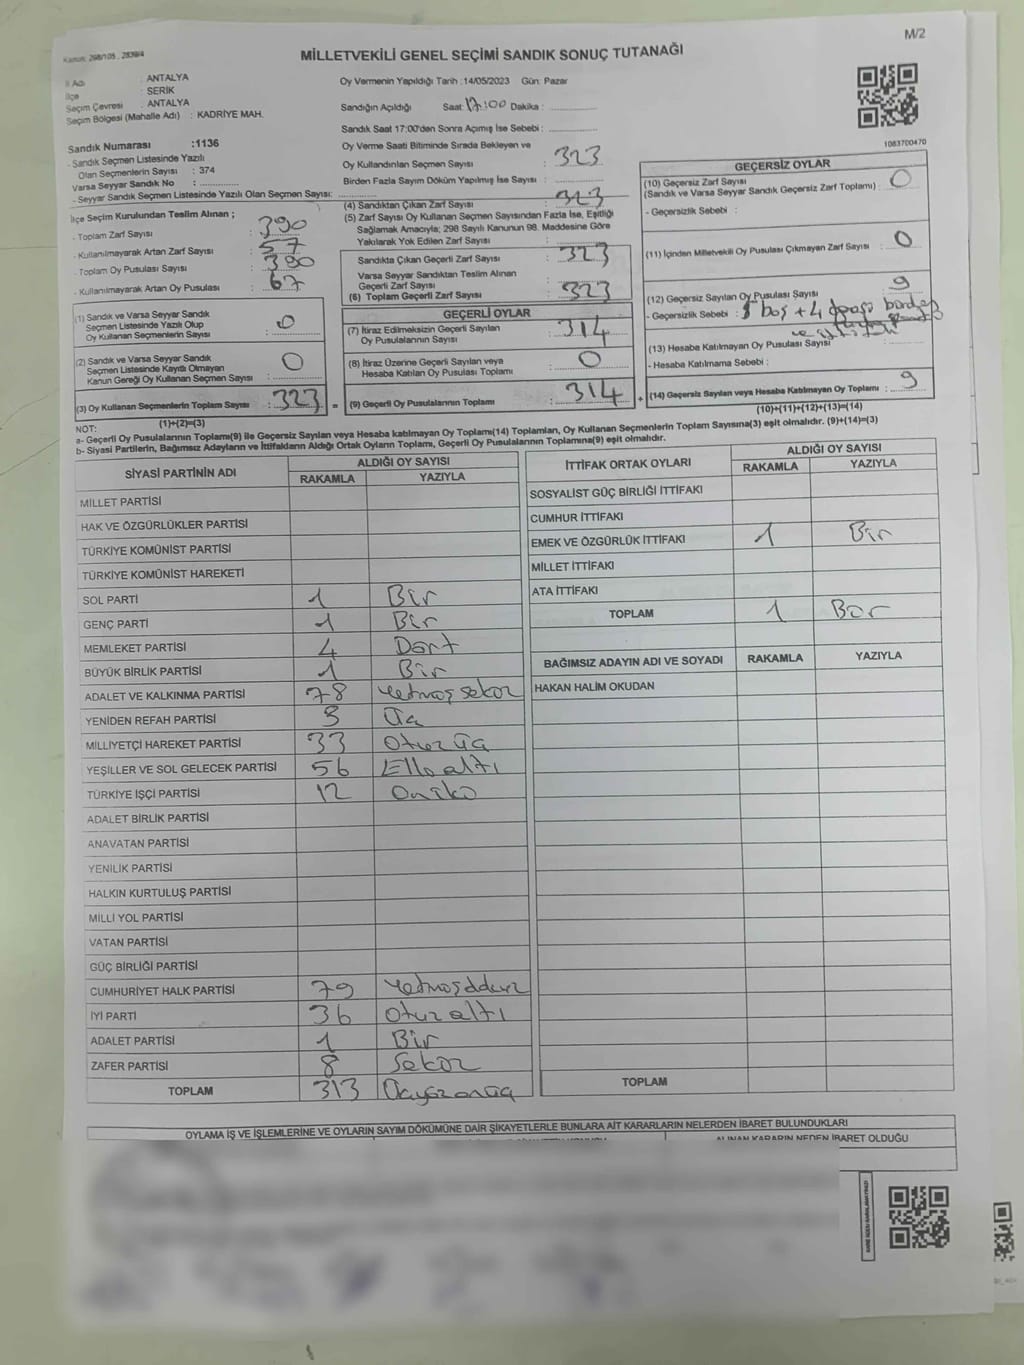 Kanun: 298/105 . 2839/4
M/2
MİLLETVEKİLİ GENEL SEÇİMİ SANDIK SONUÇ TUTANAĞI
İl Adı : ANTALYA
İlçe : SERİK
Seçim Çevresi : ANTALYA
Seçim Bölgesi (Mahalle Adı) : KADRİYE MAH.
Sandık Numarası :1136
- Sandık Seçmen Listesinde Yazılı
Olan Seçmenlerin Sayısı : 374
Varsa Seyyar Sandık No :
- Seyyar Sandık Seçmen Listesinde Yazılı Olan Seçmen Sayısı:
Oy Vermenin Yapıldığı Tarih :14/05/2023 Gün: Pazar
Sandığın Açıldığı Saat: 17:00 Dakika :
Sandık Saat 17:00'den Sonra Açımış İse Sebebi :
Oy Verme Saati Bitiminde Sırada Bekleyen ve
Oy Kullandırılan Seçmen Sayısı : 323
Birden Fazla Sayım Döküm Yapılmış İse Sayısı :
1083700470
İlçe Seçim Kurulundan Teslim Alınan ;
- Toplam Zarf Sayısı : 390
- Kullanılmayarak Artan Zarf Sayısı : 57
- Toplam Oy Pusulası Sayısı : 390
- Kullanılmayarak Artan Oy Pusulası : 67
(1) Sandık ve Varsa Seyyar Sandık
Seçmen Listesinde Yazılı Olup
Oy Kullanan Seçmenlerin Sayısı : 0
(2) Sandık ve Varsa Seyyar Sandık
Seçmen Listesinde Kayıtlı Olmayan
Kanun Gereği Oy Kullanan Seçmen Sayısı : 0
(3) Oy Kullanan Seçmenlerin Toplam Sayısı : 323 =
(1)+(2)=(3)
(4) Sandıktan Çıkan Zarf Sayısı : 323
(5) Zarf Sayısı Oy Kullanan Seçmen Sayısından Fazla İse, Eşitliği
Sağlamak Amacıyla; 298 Sayılı Kanunun 98. Maddesine Göre
Yakılarak Yok Edilen Zarf Sayısı :
Sandıkta Çıkan Geçerli Zarf Sayısı : 323
Varsa Seyyar Sandıktan Teslim Alınan
Geçerli Zarf Sayısı :
(6) Toplam Geçerli Zarf Sayısı : 323
GEÇERLİ OYLAR
(7) İtiraz Edilmeksizin Geçerli Sayılan
Oy Pusulasının Sayısı : 314
(8) İtiraz Üzerine Geçerli Sayılan veya
Hesaba Katılan Oy Pusulası Toplamı : 0
(9) Geçerli Oy Pusulalarının Toplamı : 314 +
GEÇERSİZ OYLAR
(10) Geçersiz Zarf Sayısı
(Sandık ve Varsa Seyyar Sandık Geçersiz Zarf Toplamı) : 0
- Geçersizlik Sebebi :
(11) İçinden Milletvekili Oy Pusulası Çıkmayan Zarf Sayısı : 0
(12) Geçersiz Sayılan Oy Pusulası Sayısı : 9
- Geçersizlik Sebebi : 5 boş + 4 birden
(13) Hesaba Katılmayan Oy Pusulası Sayısı :
- Hesaba Katılmama Sebebi :
(14) Geçersiz Sayılan veya Hesaba Katılmayan Oy Toplamı : 9
(10)+(11)+(12)+(13)=(14)
NOT:
a- Geçerli Oy Pusulalarının Toplamı(9) ile Geçersiz Sayılan veya Hesaba katılmayan Oy Toplamı(14) Toplamları, Oy Kullanan Seçmenlerin Toplam Sayısına(3) eşit olmalıdır. (9)+(14)=(3)
b- Siyasi Partilerin, Bağımsız Adayların ve İttifakların Aldığı Ortak Oyların Toplamı, Geçerli Oy Pusulalarının Toplamına(9) eşit olmalıdır.
SİYASİ PARTİNİN ADI ALDIĞI OY SAYISI
RAKAMLA YAZIYLA
MİLLET PARTİSİ
HAK VE ÖZGÜRLÜKLER PARTİSİ
TÜRKİYE KOMÜNİST PARTİSİ
TÜRKİYE KOMÜNİST HAREKETİ
SOL PARTİ 1 Bir
GENÇ PARTİ 1 Bir
MEMLEKET PARTİSİ 4 Dört
BÜYÜK BİRLİK PARTİSİ 1 Bir
ADALET VE KALKINMA PARTİSİ 78 Yetmişsekiz
YENİDEN REFAH PARTİSİ 3 Üç
MİLLİYETÇİ HAREKET PARTİSİ 33 Otuzüç
YEŞİLLER VE SOL GELECEK PARTİSİ 56 Elli altı
TÜRKİYE İŞÇİ PARTİSİ 12 Oniki
ADALET BİRLİK PARTİSİ
ANAVATAN PARTİSİ
YENİLİK PARTİSİ
HALKIN KURTULUŞ PARTİSİ
MİLLİ YOL PARTİSİ
VATAN PARTİSİ
GÜÇ BİRLİĞİ PARTİSİ
CUMHURİYET HALK PARTİSİ 79 Yetmişdokuz
İYİ PARTİ 36 Otuz altı
ADALET PARTİSİ 1 Bir
ZAFER PARTİSİ 8 Sekiz
TOPLAM 313 Üçyüzonüç
İTTİFAK ORTAK OYLARI ALDIĞI OY SAYISI
RAKAMLA YAZIYLA
SOSYALİST GÜÇ BİRLİĞİ İTTİFAKI
CUMHUR İTTİFAKI
EMEK VE ÖZGÜRLÜK İTTİFAKI 1 Bir
MİLLET İTTİFAKI
ATA İTTİFAKI
TOPLAM 1 Bir
BAĞIMSIZ ADAYIN ADI VE SOYADI RAKAMLA YAZIYLA
HAKAN HALİM OKUDAN
TOPLAM
OYLAMA İŞ VE İŞLEMLERİNE VE OYLARIN SAYIM DÖKÜMÜNE DAİR ŞİKAYETLERLE BUNLARA AİT KARARLARIN NELERDEN İBARET BULUNDUKLARI
ALINAN KARARIN NEDEN İBARET OLDUĞU